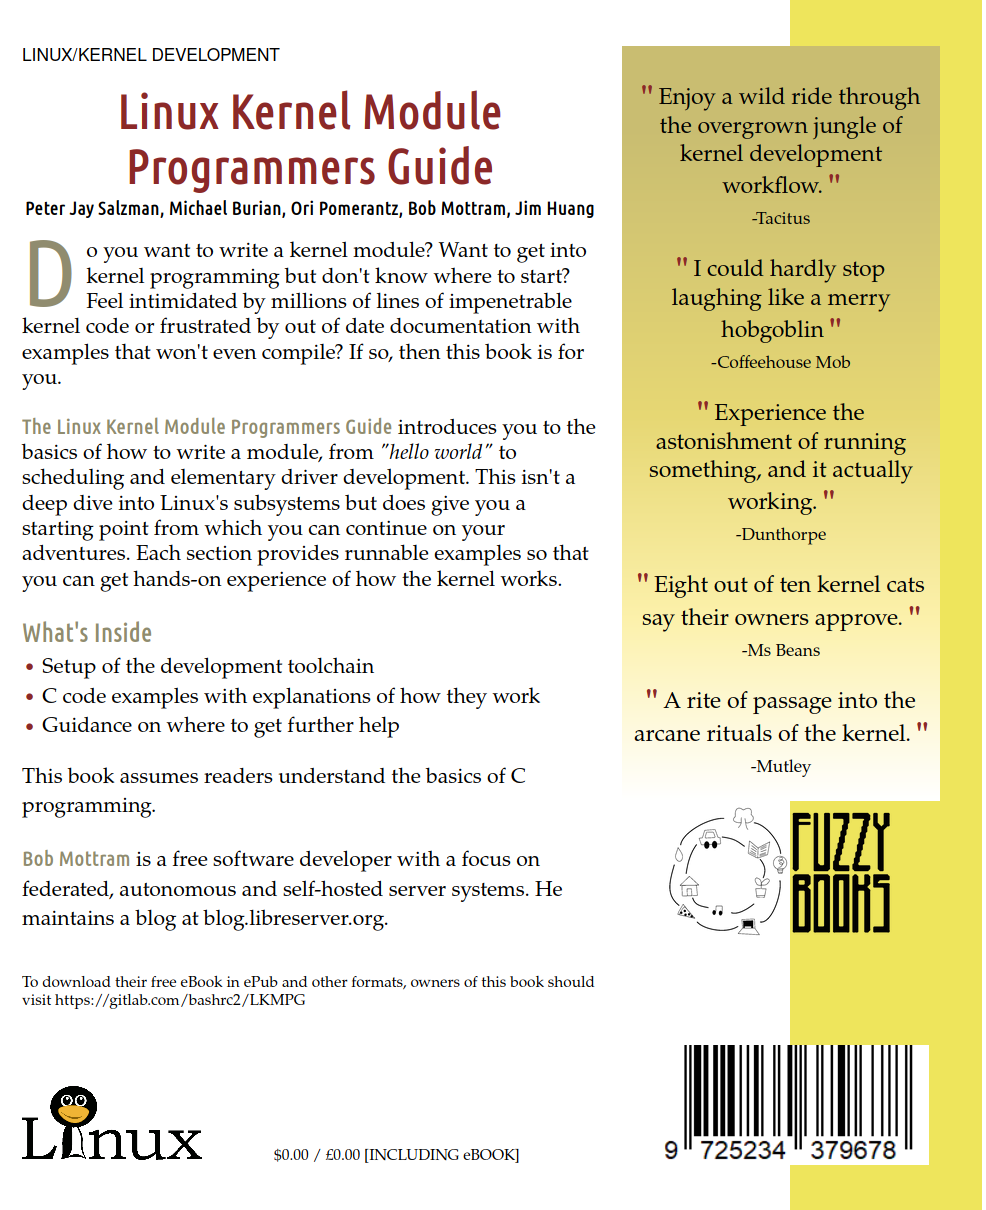 LINUX/KERNEL DEVELOPMENT
Linux Kernel Module
Programmers Guide
Peter Jay Salzman, Michael Burian, Ori Pomerantz, Bob Mottram, Jim Huang
Do you want to write a kernel module? Want to get into
kernel programming but don't know where to start?
Feel intimidated by millions of lines of impenetrable
kernel code or frustrated by out of date documentation with
examples that won't even compile? If so, then this book is for
you.
The Linux Kernel Module Programmers Guide introduces you to the
basics of how to write a module, from "hello world" to
scheduling and elementary driver development. This isn't a
deep dive into Linux's subsystems but does give you a
starting point from which you can continue on your
adventures. Each section provides runnable examples so that
you can get hands-on experience of how the kernel works.
What's Inside
• Setup of the development toolchain
• C code examples with explanations of how they work
• Guidance on where to get further help
This book assumes readers understand the basics of C
programming.
Bob Mottram is a free software developer with a focus on
federated, autonomous and self-hosted server systems. He
maintains a blog at blog.libreserver.org.
To download their free eBook in ePub and other formats, owners of this book should
visit https://gitlab.com/bashrc2/LKMPG
Linux
$0.00 / £0.00 [INCLUDING eBOOK]
" Enjoy a wild ride through
the overgrown jungle of
kernel development
workflow. "
-Tacitus
" I could hardly stop
laughing like a merry
hobgoblin "
-Coffeehouse Mob
" Experience the
astonishment of running
something, and it actually
working. "
-Dunthorpe
" Eight out of ten kernel cats
say their owners approve. "
-Ms Beans
" A rite of passage into the
arcane rituals of the kernel. "
-Mutley
FUZZY
BOOKS
9 725234 379678